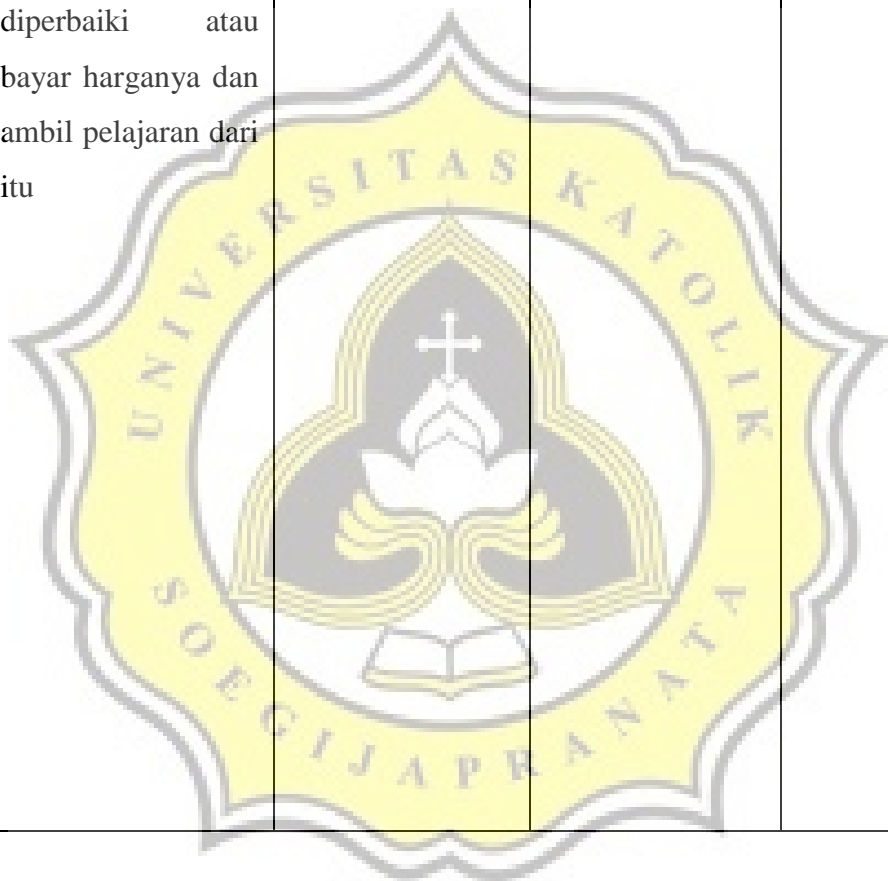 diperbaiki atau
bayar harganya dan
ambil pelajaran dari
itu
UNIVERSITAS KATOLIK
SOEGIJAPRANATA